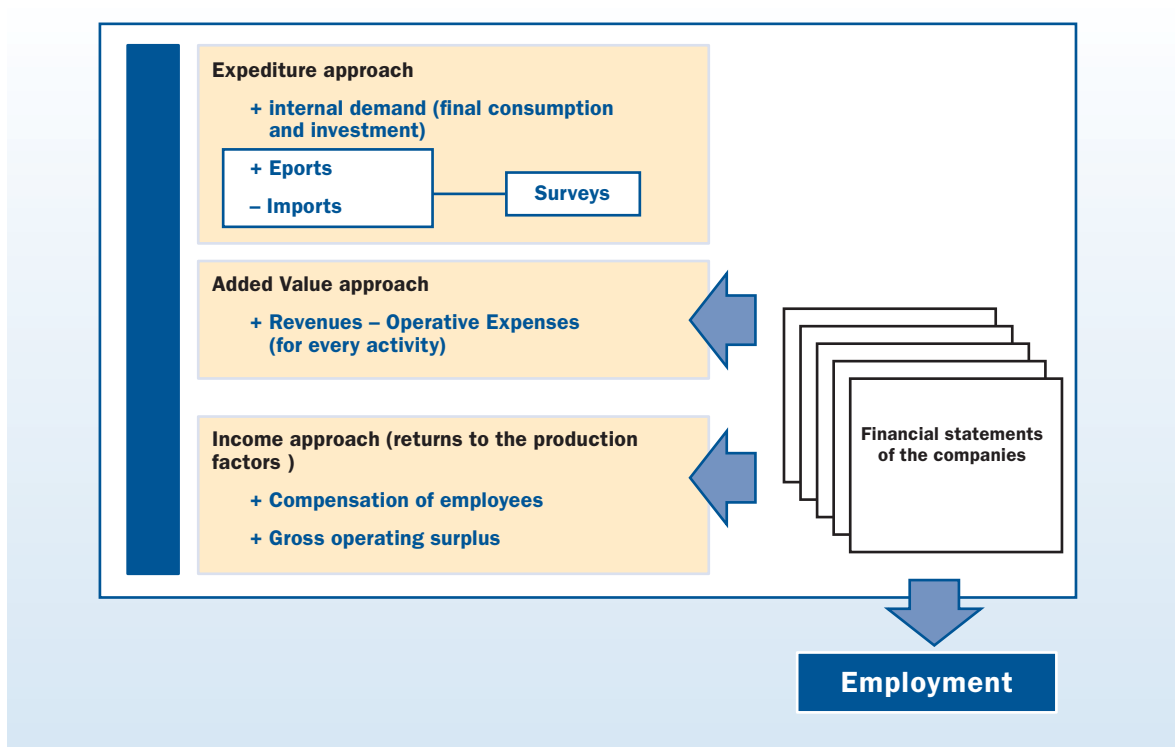 Expediture approach
+ internal demand (final consumption
and investment)
+ Eports
– Imports
Surveys
Added Value approach
+ Revenues – Operative Expenses
(for every activity)
Income approach (returns to the production
factors )
+ Compensation of employees
+ Gross operating surplus
Financial statements
of the companies
Employment